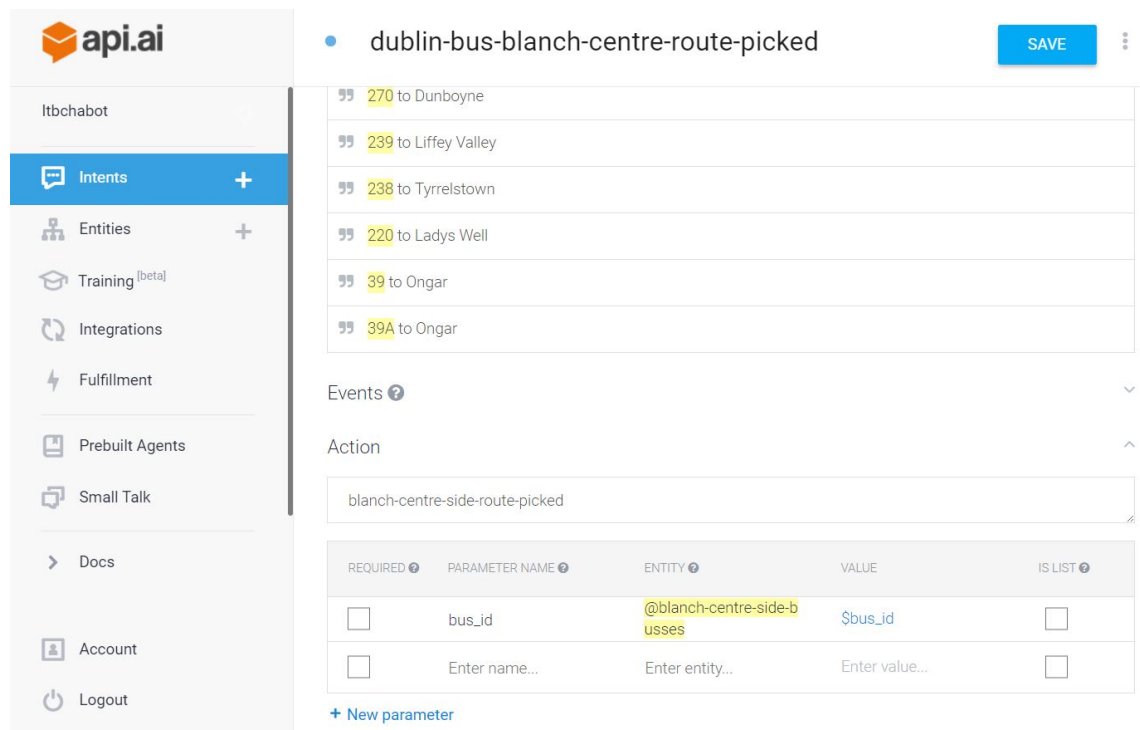 api.ai
dublin-bus-blanch-centre-route-picked
SAVE
Itbchabot
Intents
Entities
Training [beta]
Integrations
Fulfillment
Prebuilt Agents
Small Talk
Docs
Account
Logout
270 to Dunboyne
239 to Liffey Valley
238 to Tyrrelstown
220 to Ladys Well
39 to Ongar
39A to Ongar
Events
Action
blanch-centre-side-route-picked
REQUIRED PARAMETER NAME ENTITY VALUE IS LIST
bus_id @blanch-centre-side-b $bus_id
usses
Enter name... Enter entity... Enter value...
+ New parameter